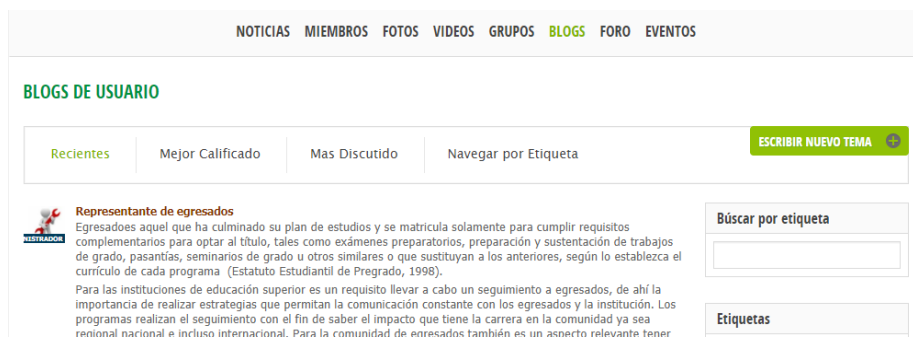 NOTICIAS MIEMBROS FOTOS VIDEOS GRUPOS BLOGS FORO EVENTOS
BLOGS DE USUARIO
Recientes Mejor Calificado Mas Discutido Navegar por Etiqueta
ESCRIBIR NUEVO TEMA
Representante de egresados
Egresadoes aquel que ha culminado su plan de estudios y se matricula solamente para cumplir requisitos
complementarios para optar al título, tales como exámenes preparatorios, preparación y sustentación de trabajos
de grado, pasantías, seminarios de grado u otros similares o que sustituyan a los anteriores, según lo establezca el
currículo de cada programa (Estatuto Estudiantil de Pregrado, 1998).
Para las instituciones de educación superior es un requisito llevar a cabo un seguimiento a egresados, de ahí la
importancia de realizar estrategias que permitan la comunicación constante con los egresados y la institución. Los
programas realizan el seguimiento con el fin de saber el impacto que tiene la carrera en la comunidad ya sea
regional nacional e incluso internacional. Para la comunidad de egresados también es un aspecto relevante tener
NISTRADOR
Búscar por etiqueta
Etiquetas